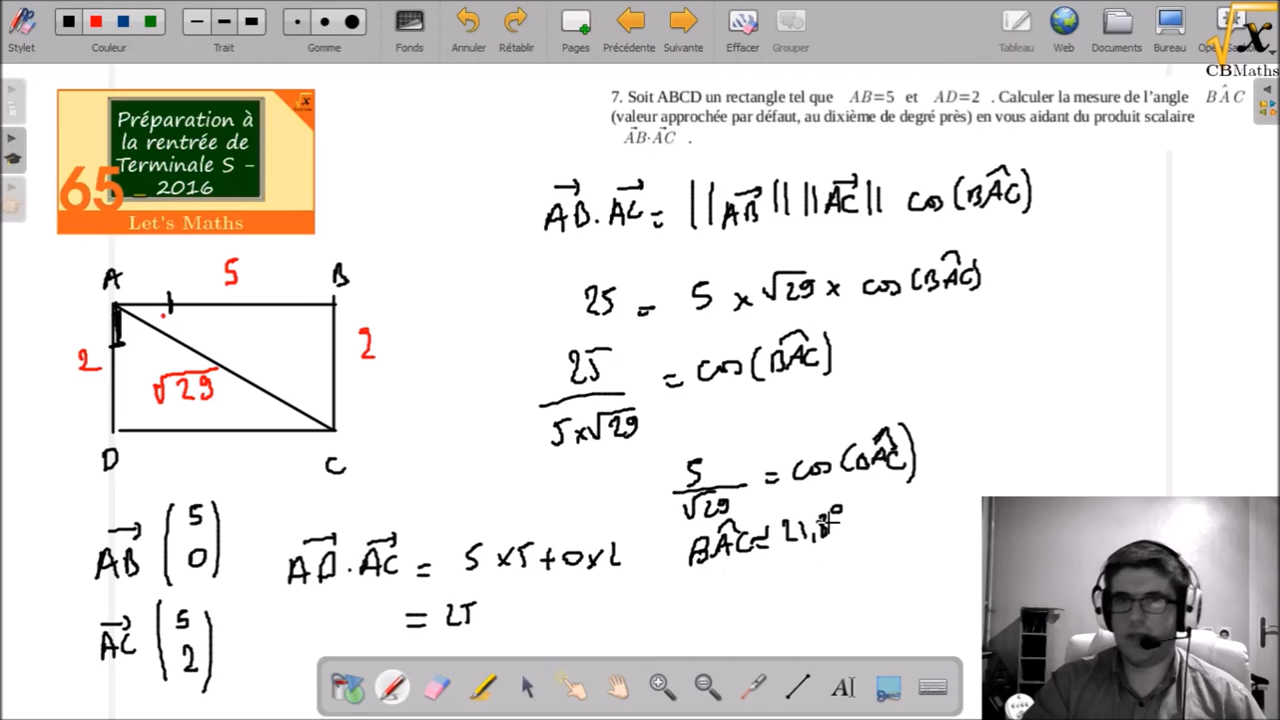 Stylet Couleur Trait Gomme Fonds Annuler Rétablir Pages Précédente Suivante Effacer Grouper Tableau Web Documents Bureau
CBMaths
Préparation à
la rentrée de
Terminale S -
2016
65
Let's Maths
7. Soit ABCD un rectangle tel que AB=5 et AD=2 . Calculer la mesure de l'angle BÂC
(valeur approchée par défaut, au dixième de degré près) en vous aidant du produit scalaire
AB⃗·AC⃗ .
AB⃗.AC⃗ = ||AB⃗|| ||AC⃗|| cos(BÂC)
25 = 5 x √29 x cos(BÂC)
25/(5x√29) = cos(BÂC)
5/√29 = cos(BÂC)
BÂC ≈ 21,8°
A 5 B
2 √29 2
D C
AB⃗ (5 0)
AC⃗ (5 2)
AB⃗.AC⃗ = 5 x5 + 0x2
= 25
AI